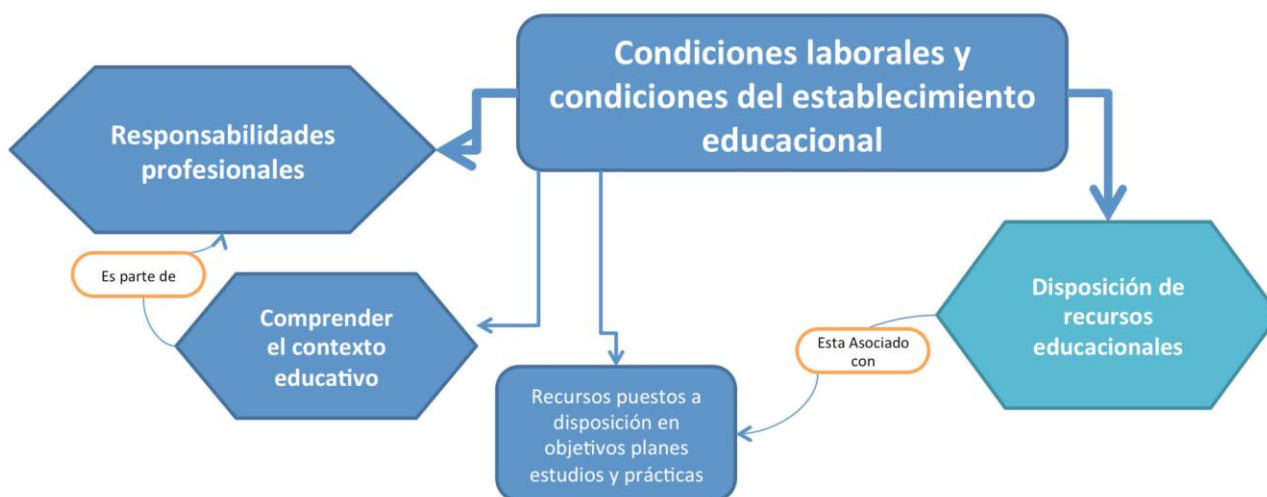 Condiciones laborales y
condiciones del establecimiento
educacional
Responsabilidades
profesionales
Es parte de
Comprender
el contexto
educativo
Disposición de
recursos
educacionales
Esta Asociado
con
Recursos puestos a
disposición en
objetivos planes
estudios y prácticas